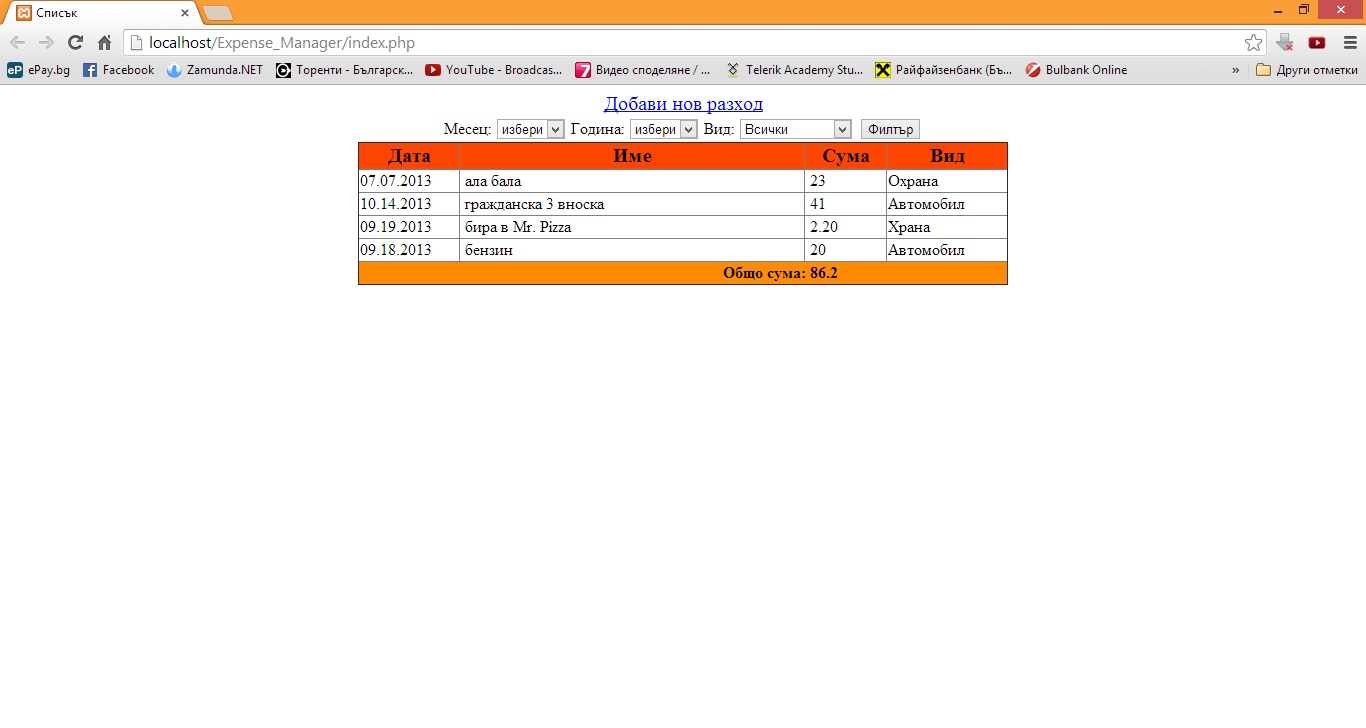 Списък
localhost/Expense_Manager/index.php
ePay.bg Facebook Zamunda.NET Торенти - Българск... YouTube - Broadcas... Видео споделяне / ... Telerik Academy Stu... Райфайзенбанк (Бъ... Bulbank Online » Други отметки
Добави нов разход
Месец: избери Година: избери Вид: Всички Филтър
Дата Име Сума Вид
07.07.2013 ала бала 23 Охрана
10.14.2013 гражданска 3 вноска 41 Автомобил
09.19.2013 бира в Mr. Pizza 2.20 Храна
09.18.2013 бензин 20 Автомобил
Общо сума: 86.2